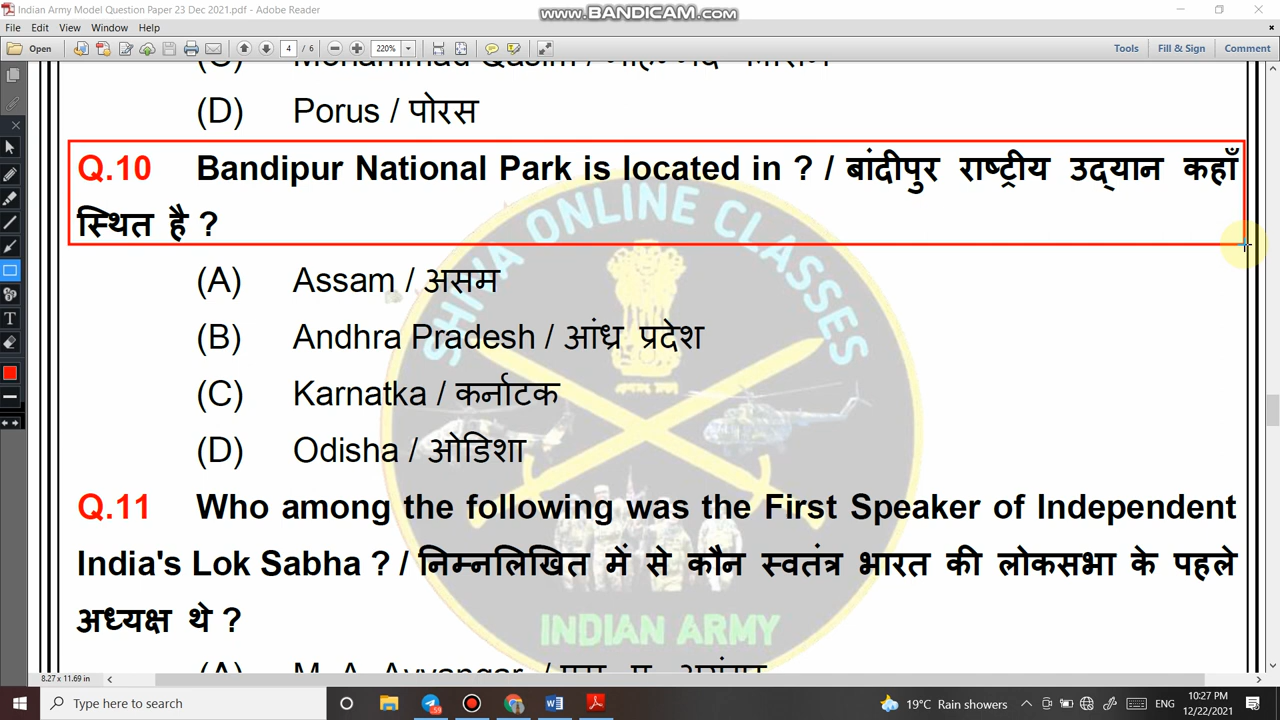 Indian Army Model Question Paper 23 Dec 2021.pdf - Adobe Reader
www.BANDICAM.com
File Edit View Window Help
Open 4 / 6 220% Tools Fill & Sign Comment
(D) Porus / पोरस
Q.10 Bandipur National Park is located in ? / बांदीपुर राष्ट्रीय उद्यान कहाँ
स्थित है ?
(A) Assam / असम
(B) Andhra Pradesh / आंध्र प्रदेश
(C) Karnatka / कर्नाटक
(D) Odisha / ओडिशा
Q.11 Who among the following was the First Speaker of Independent
India's Lok Sabha ? / निम्नलिखित में से कौन स्वतंत्र भारत की लोकसभा के पहले
अध्यक्ष थे ?
SHIVA ONLINE CLASSES
INDIAN ARMY
8.27 x 11.69 in
Type here to search
59
19°C Rain showers ENG
10:27 PM
12/22/2021